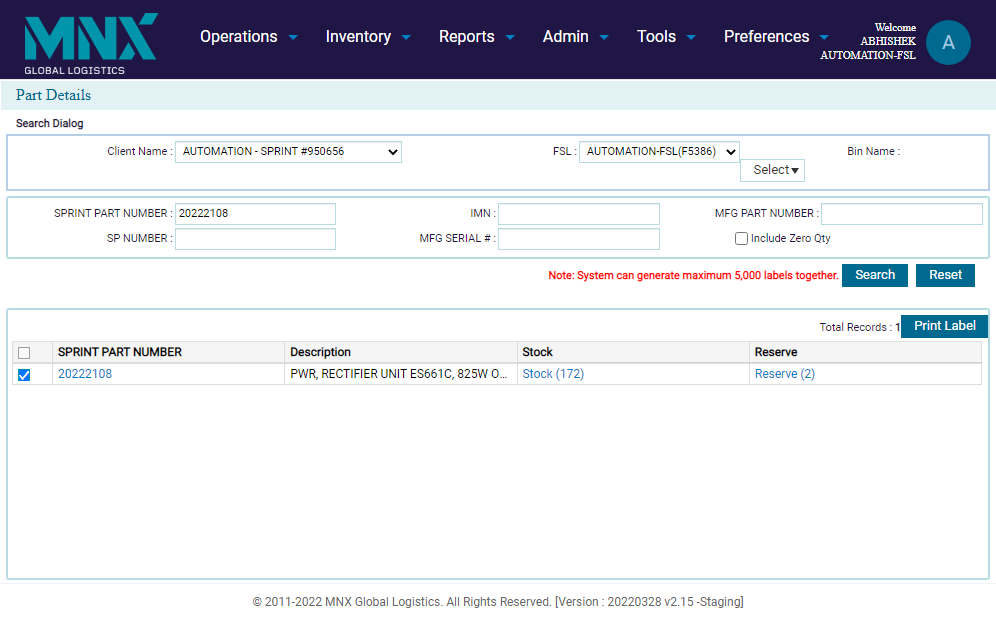 MNX
GLOBAL LOGISTICS
Operations Inventory Reports Admin Tools Preferences
Welcome
ABHISHEK
AUTOMATION-FSL
A
Part Details
Search Dialog
Client Name : AUTOMATION - SPRINT #950656 FSL : AUTOMATION-FSL(F5386) Bin Name :
Select
SPRINT PART NUMBER : 20222108 IMN : MFG PART NUMBER :
SP NUMBER : MFG SERIAL # : Include Zero Qty
Note: System can generate maximum 5,000 labels together. Search Reset
Total Records : 1 Print Label
SPRINT PART NUMBER Description Stock Reserve
20222108 PWR, RECTIFIER UNIT ES661C, 825W O... Stock (172) Reserve (2)
© 2011-2022 MNX Global Logistics. All Rights Reserved. [Version : 20220328 v2.15 -Staging]